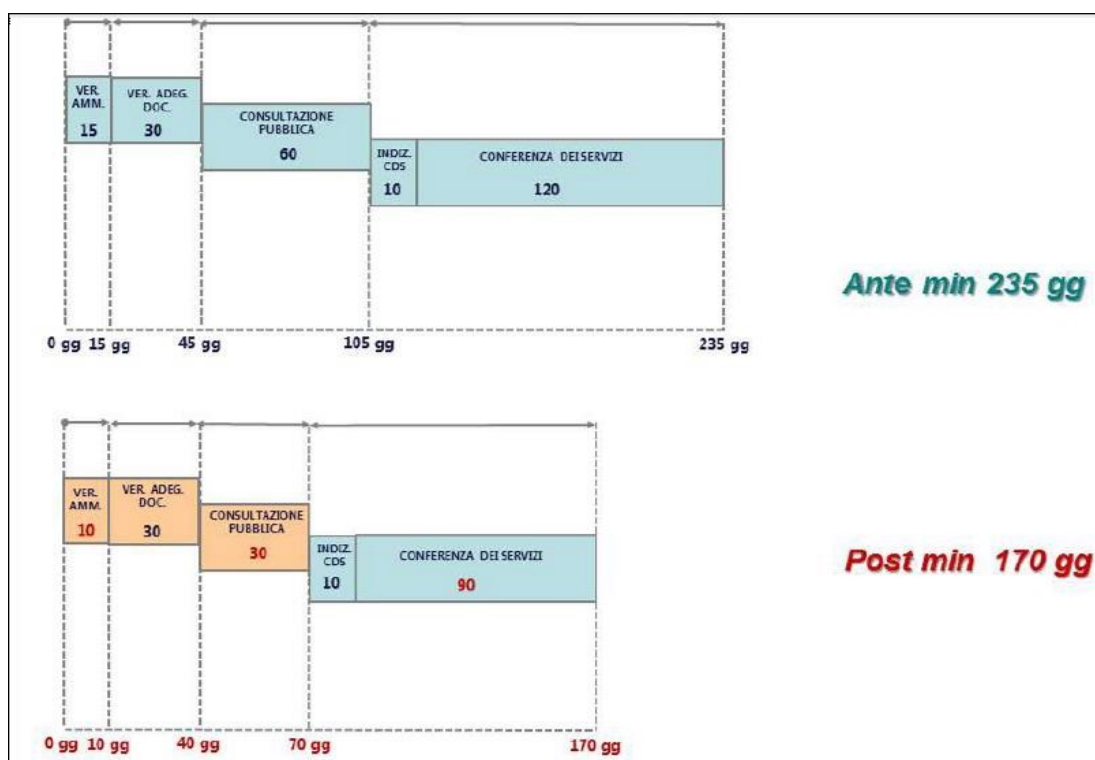 VER.
AMM.
15
VER. ADEG.
DOC.
30
CONSULTAZIONE
PUBBLICA
60
INDIZ.
CDS
10
CONFERENZA DEI SERVIZI
120
Ante min 235 gg
0 gg 15 gg 45 gg 105 gg 235 gg
VER.
AMM.
10
VER. ADEG.
DOC.
30
CONSULTAZIONE
PUBBLICA
30
INDIZ.
CDS
10
CONFERENZA DEI SERVIZI
90
Post min 170 gg
0 gg 10 gg 40 gg 70 gg 170 gg